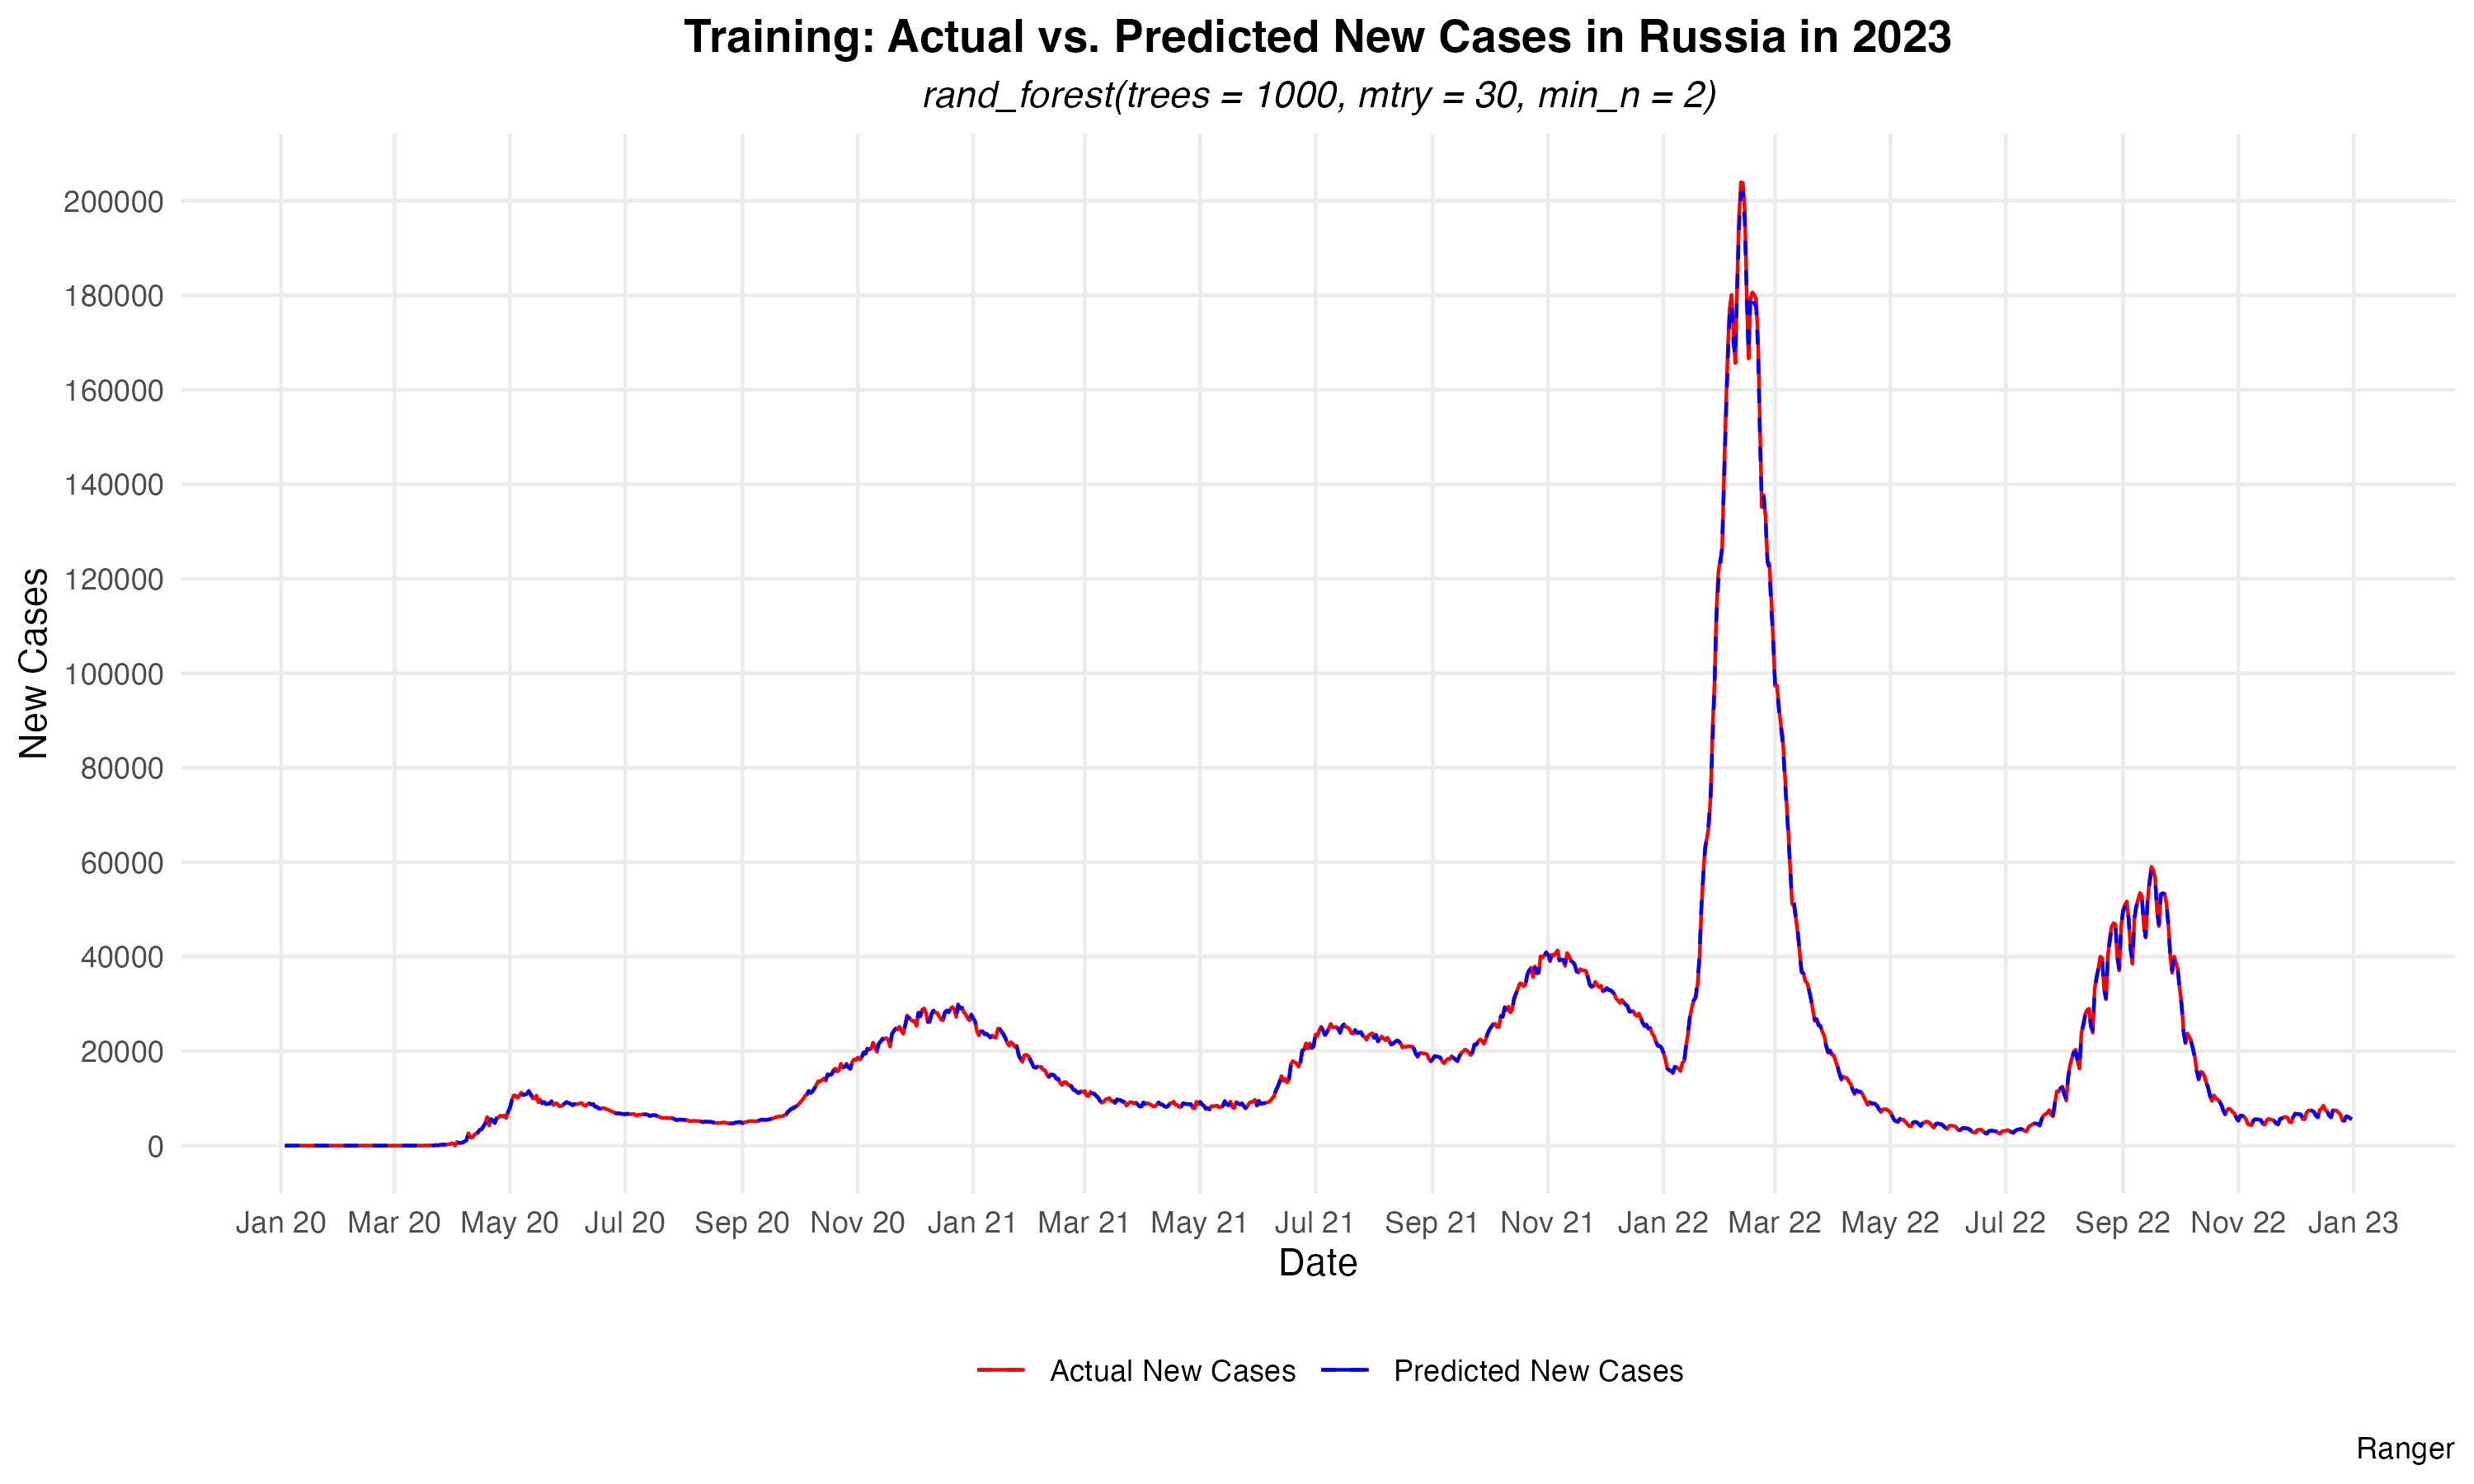 Training: Actual vs. Predicted New Cases in Russia in 2023
rand_forest(trees = 1000, mtry = 30, min_n = 2)
New Cases
200000
180000
160000
140000
120000
100000
80000
60000
40000
20000
0
Jan 20 Mar 20 May 20 Jul 20 Sep 20 Nov 20 Jan 21 Mar 21 May 21 Jul 21 Sep 21 Nov 21 Jan 22 Mar 22 May 22 Jul 22 Sep 22 Nov 22 Jan 23
Date
Actual New Cases Predicted New Cases
Ranger